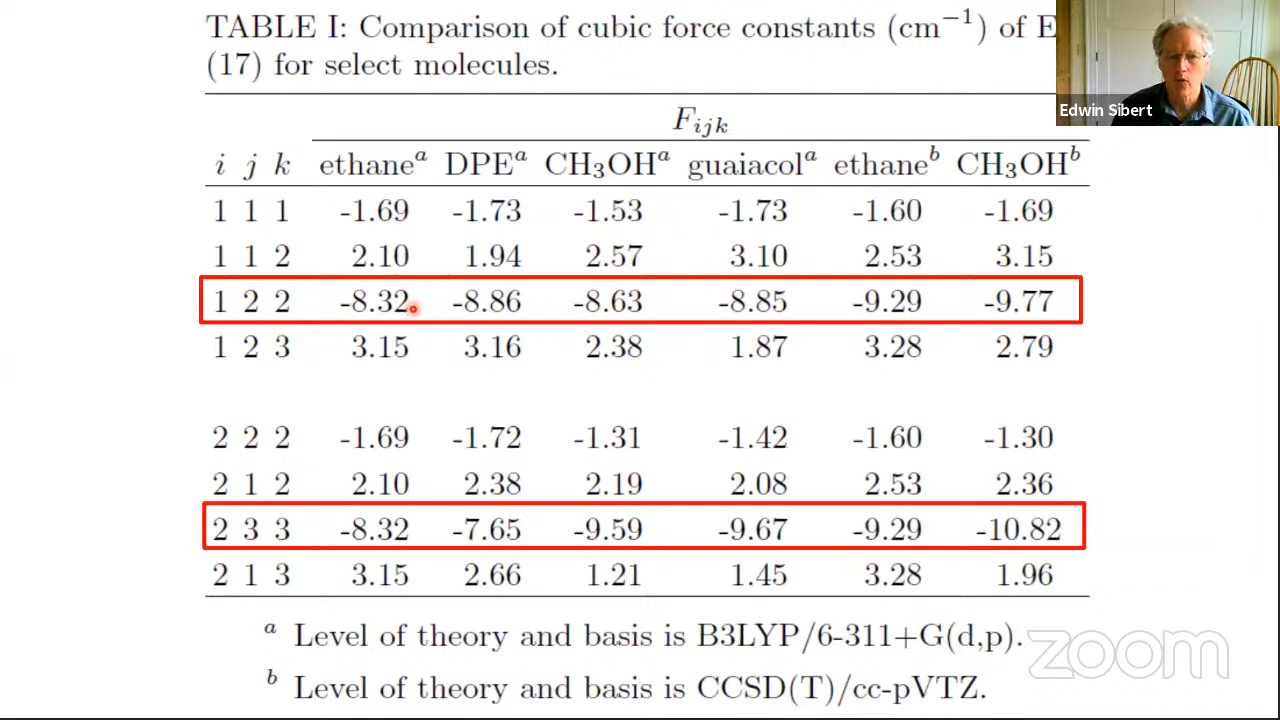 TABLE I: Comparison of cubic force constants (cm⁻¹) of E
(17) for select molecules.
Edwin Sibert
F_ijk
i j k ethane^a DPE^a CH₃OH^a guaiacol^a ethane^b CH₃OH^b
1 1 1 -1.69 -1.73 -1.53 -1.73 -1.60 -1.69
1 1 2 2.10 1.94 2.57 3.10 2.53 3.15
1 2 2 -8.32 -8.86 -8.63 -8.85 -9.29 -9.77
1 2 3 3.15 3.16 2.38 1.87 3.28 2.79
2 2 2 -1.69 -1.72 -1.31 -1.42 -1.60 -1.30
2 1 2 2.10 2.38 2.19 2.08 2.53 2.36
2 3 3 -8.32 -7.65 -9.59 -9.67 -9.29 -10.82
2 1 3 3.15 2.66 1.21 1.45 3.28 1.96
^a Level of theory and basis is B3LYP/6-311+G(d,p).
^b Level of theory and basis is CCSD(T)/cc-pVTZ.
zoom